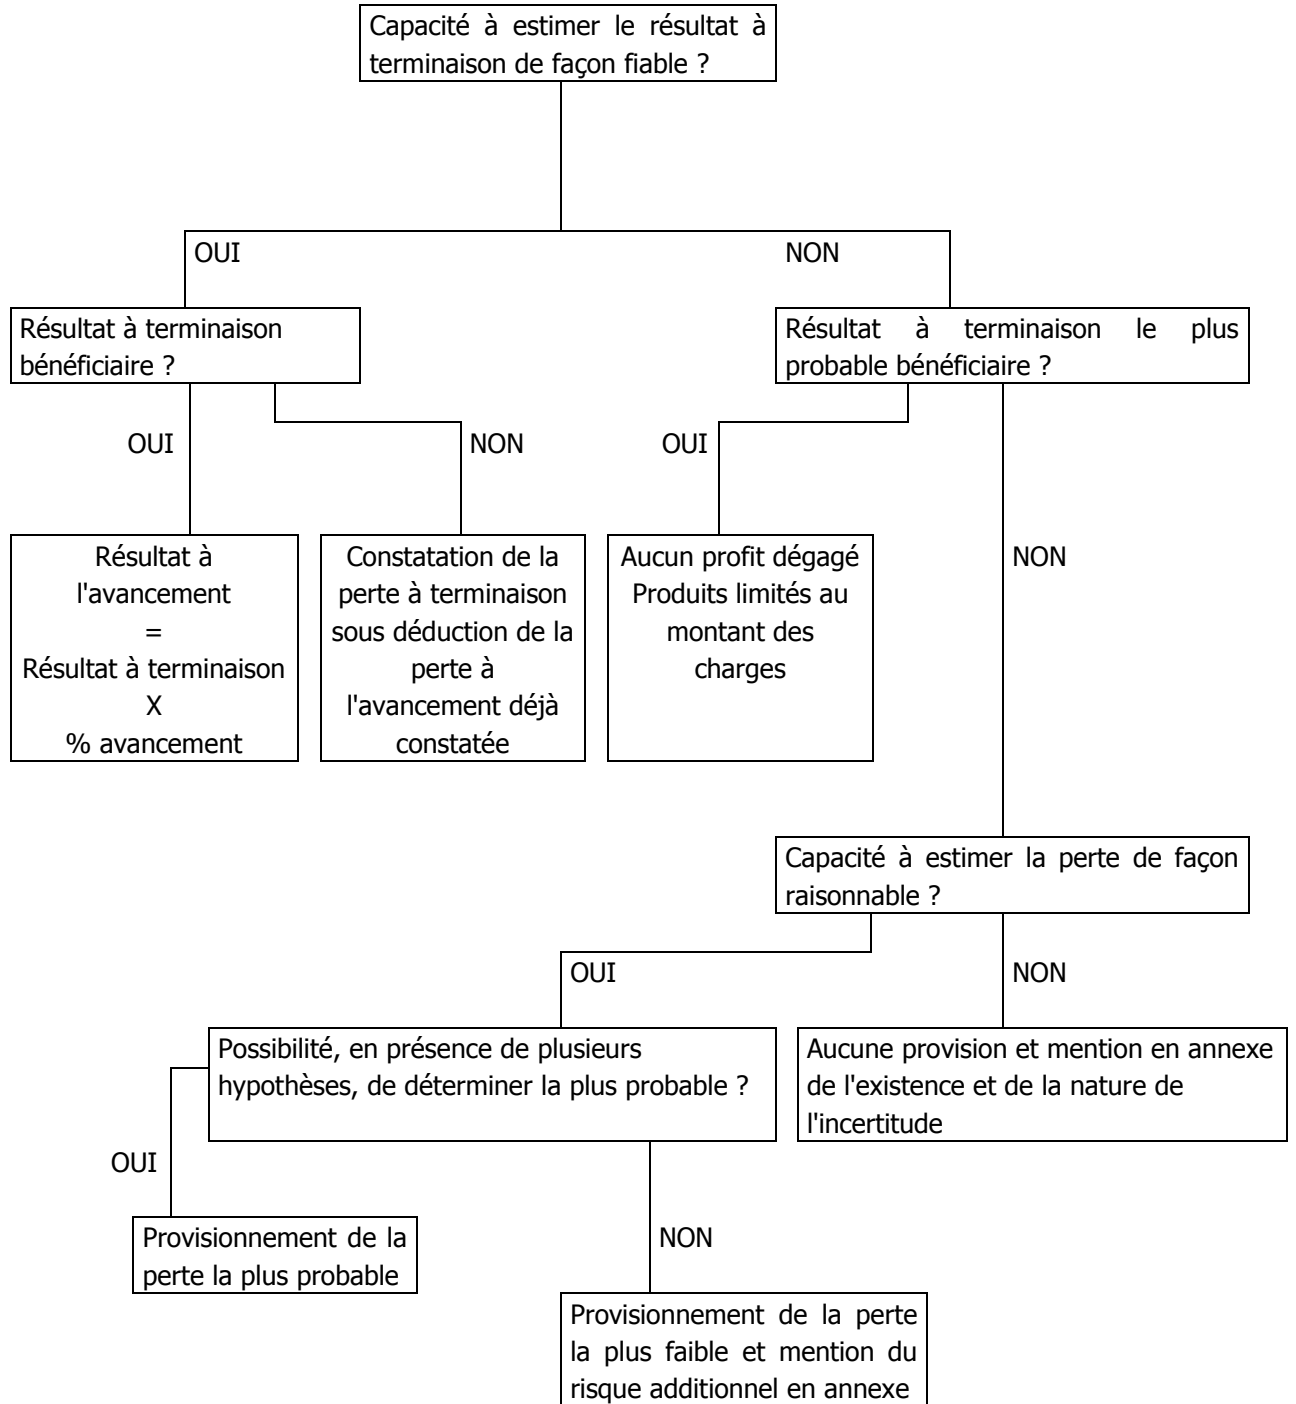 Capacité à estimer le résultat à
terminaison de façon fiable ?
OUI
NON
Résultat à terminaison
bénéficiaire ?
Résultat à terminaison le plus
probable bénéficiaire ?
OUI
NON
OUI
NON
Résultat à
l'avancement
=
Résultat à terminaison
X
% avancement
Constatation de la
perte à terminaison
sous déduction de la
perte à
l'avancement déjà
constatée
Aucun profit dégagé
Produits limités au
montant des
charges
Capacité à estimer la perte de façon
raisonnable ?
OUI
NON
Possibilité, en présence de plusieurs
hypothèses, de déterminer la plus probable ?
Aucune provision et mention en annexe
de l'existence et de la nature de
l'incertitude
OUI
NON
Provisionnement de la
perte la plus probable
Provisionnement de la perte
la plus faible et mention du
risque additionnel en annexe